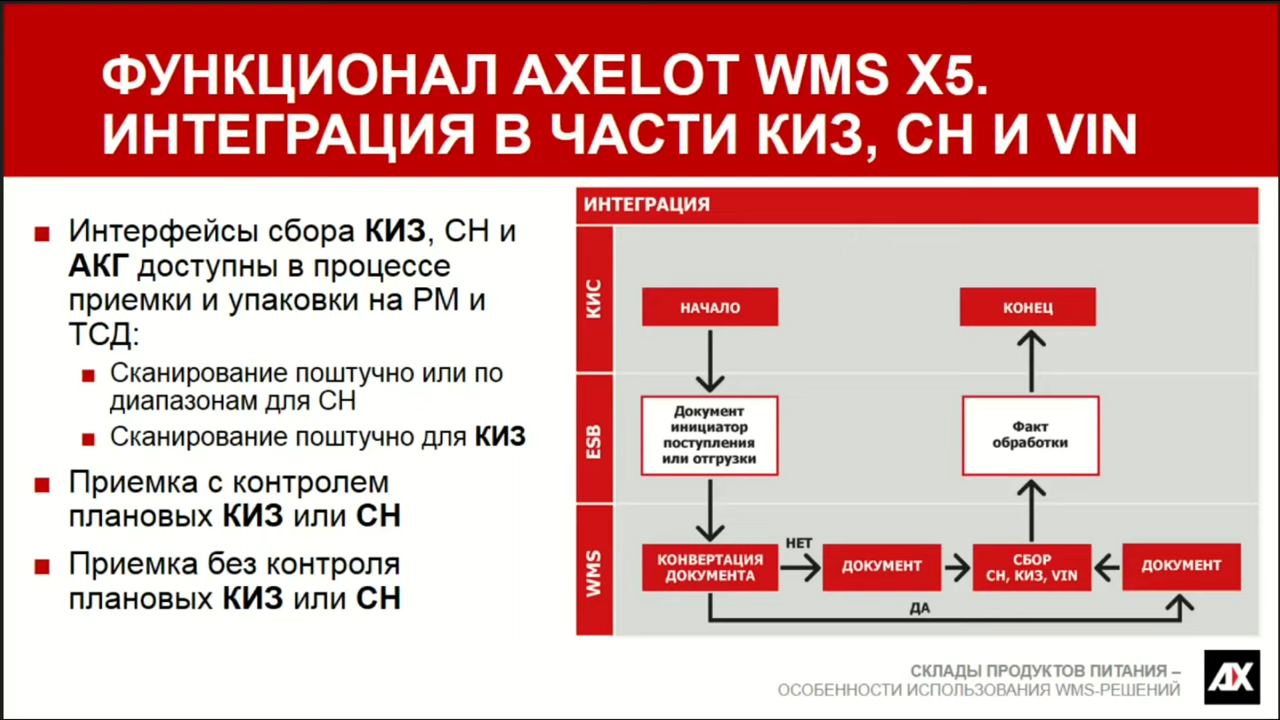 ФУНКЦИОНАЛ AXELOT WMS X5.
ИНТЕГРАЦИЯ В ЧАСТИ КИЗ, СН И VIN
Интерфейсы сбора КИЗ, СН и
АКГ доступны в процессе
приемки и упаковки на РМ и
ТСД:
Сканирование поштучно или по
диапазонам для СН
Сканирование поштучно для КИЗ
Приемка с контролем
плановых КИЗ или СН
Приемка без контроля
плановых КИЗ или СН
ИНТЕГРАЦИЯ
КИС
НАЧАЛО
КОНЕЦ
ESB
Документ
инициатор
поступления
или отгрузки
Факт
обработки
WMS
КОНВЕРТАЦИЯ
ДОКУМЕНТА
НЕТ
ДОКУМЕНТ
СБОР
СН, КИЗ, VIN
ДОКУМЕНТ
ДА
СКЛАДЫ ПРОДУКТОВ ПИТАНИЯ –
ОСОБЕННОСТИ ИСПОЛЬЗОВАНИЯ WMS-РЕШЕНИЙ
AX